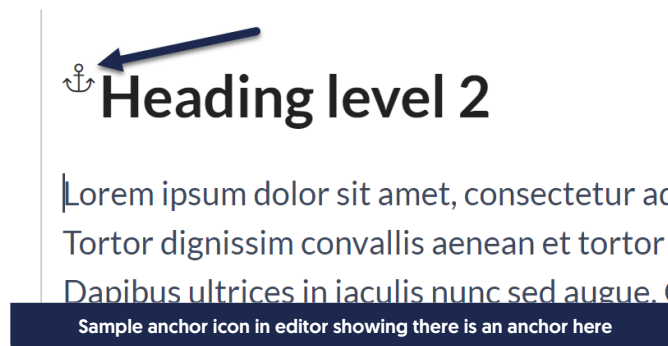 Heading level 2
Lorem ipsum dolor sit amet, consectetur
Tortor dignissim convallis aenean et tortor
Dapibus ultrices in iaculis nunc sed augue.
Sample anchor icon in editor showing there is an anchor here